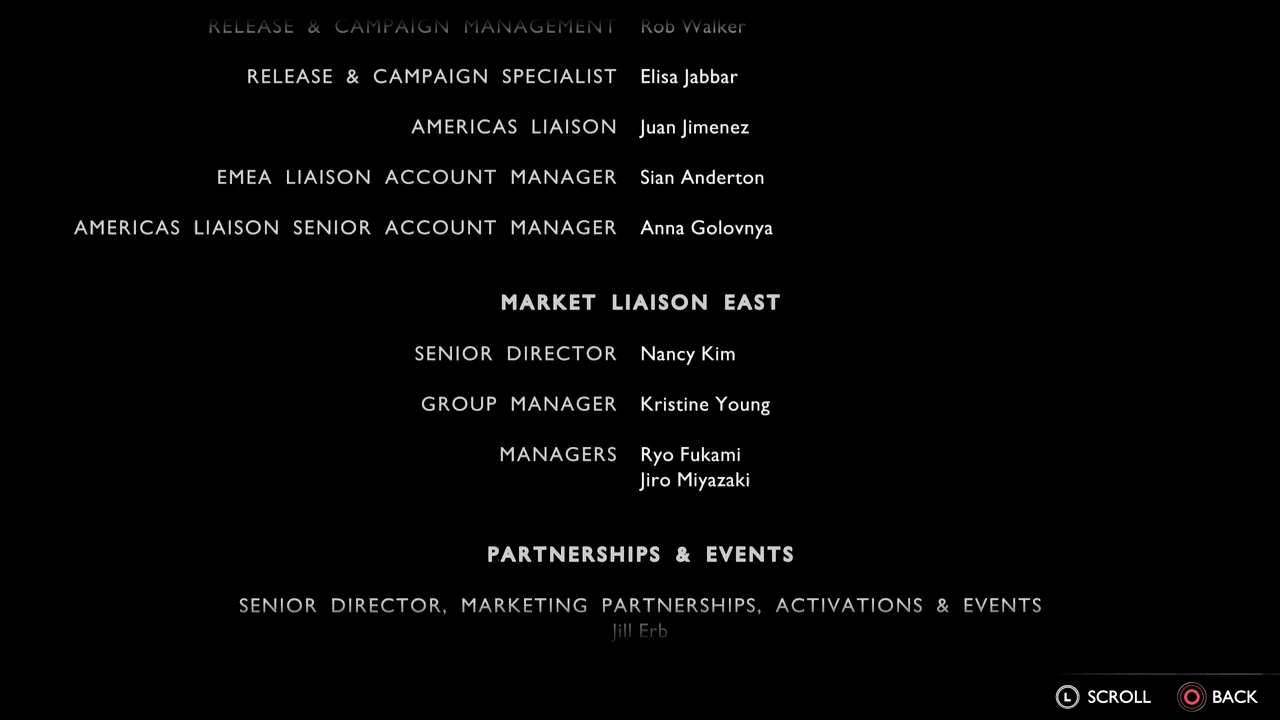 RELEASE & CAMPAIGN MANAGEMENT Rob Walker
RELEASE & CAMPAIGN SPECIALIST Elisa Jabbar
AMERICAS LIAISON Juan Jimenez
EMEA LIAISON ACCOUNT MANAGER Sian Anderton
AMERICAS LIAISON SENIOR ACCOUNT MANAGER Anna Golovnya
MARKET LIAISON EAST
SENIOR DIRECTOR Nancy Kim
GROUP MANAGER Kristine Young
MANAGERS Ryo Fukami
Jiro Miyazaki
PARTNERSHIPS & EVENTS
SENIOR DIRECTOR, MARKETING PARTNERSHIPS, ACTIVATIONS & EVENTS
Jill Erb
L SCROLL BACK